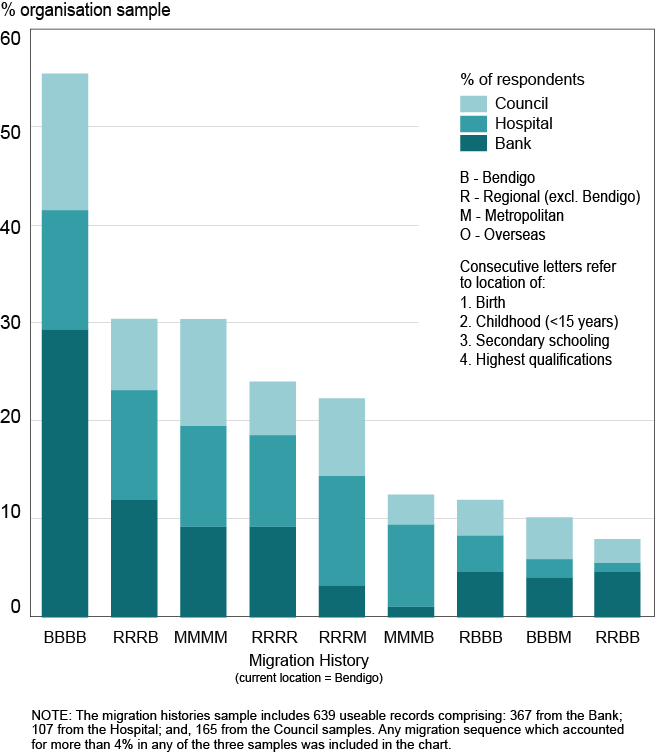 % organisation sample
60
50
40
30
20
10
0
% of respondents
Council
Hospital
Bank
B - Bendigo
R - Regional (excl. Bendigo)
M - Metropolitan
O - Overseas
Consecutive letters refer
to location of:
1. Birth
2. Childhood (<15 years)
3. Secondary schooling
4. Highest qualifications
BBBB RRRB MMMM RRRR RRRM MMMB RBBB BBBM RRBB
Migration History
(current location = Bendigo)
NOTE: The migration histories sample includes 639 useable records comprising: 367 from the Bank;
107 from the Hospital; and, 165 from the Council samples. Any migration sequence which accounted
for more than 4% in any of the three samples was included in the chart.